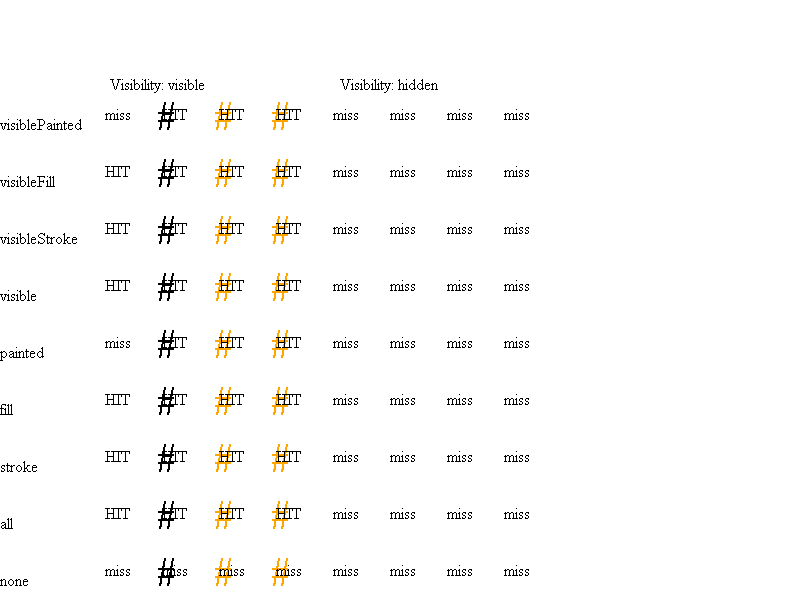 Visibility: visible Visibility: hidden
visiblePainted miss #HIT #HIT #HIT miss miss miss miss
visibleFill HIT #HIT #HIT #HIT miss miss miss miss
visibleStroke HIT #HIT #HIT #HIT miss miss miss miss
visible HIT #HIT #HIT #HIT miss miss miss miss
painted miss #HIT #HIT #HIT miss miss miss miss
fill HIT #HIT #HIT #HIT miss miss miss miss
stroke HIT #HIT #HIT #HIT miss miss miss miss
all HIT #HIT #HIT #HIT miss miss miss miss
none miss #miss #miss #miss miss miss miss miss